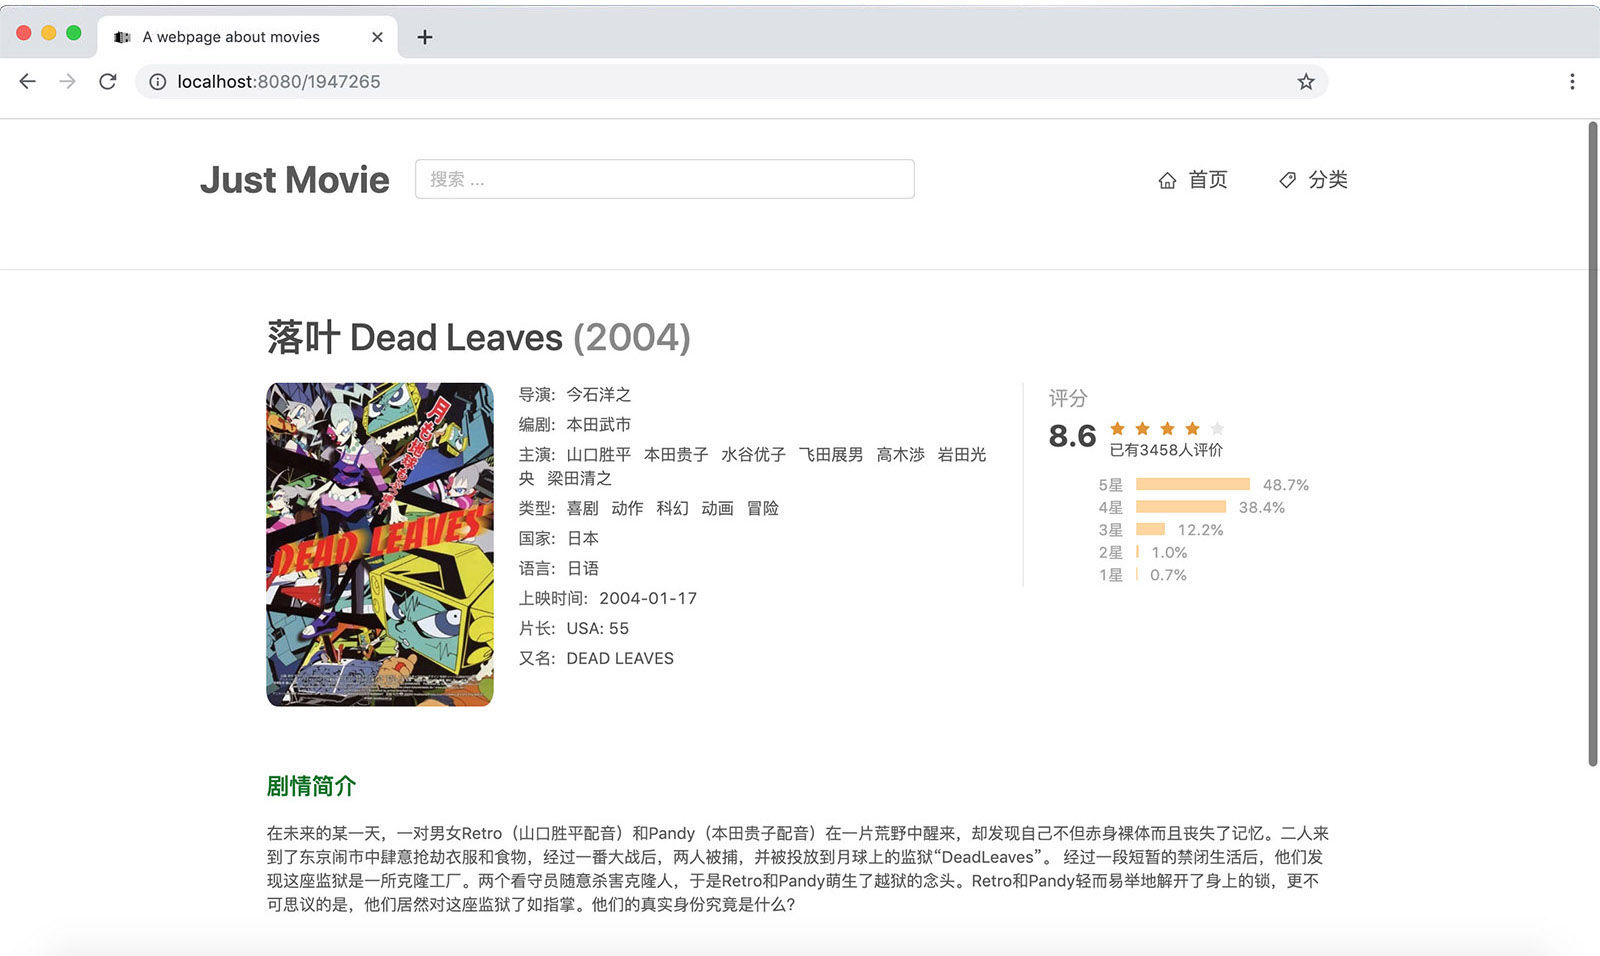 A webpage about movies
localhost:8080/1947265
Just Movie
搜索 ...
首页
分类
落叶 Dead Leaves (2004)
月も地獄もぶっ壊せ
DEAD LEAVES
导演: 今石洋之
编剧: 本田武市
主演: 山口胜平 本田贵子 水谷优子 飞田展男 高木渉 岩田光
央 梁田清之
类型: 喜剧 动作 科幻 动画 冒险
国家: 日本
语言: 日语
上映时间: 2004-01-17
片长: USA: 55
又名: DEAD LEAVES
评分
8.6
已有3458人评价
5星 48.7%
4星 38.4%
3星 12.2%
2星 1.0%
1星 0.7%
剧情简介
在未来的某一天，一对男女Retro（山口胜平配音）和Pandy（本田贵子配音）在一片荒野中醒来，却发现自己不但赤身裸体而且丧失了记忆。二人来
到了东京闹市中肆意抢劫衣服和食物，经过一番大战后，两人被捕，并被投放到月球上的监狱“DeadLeaves”。 经过一段短暂的禁闭生活后，他们发
现这座监狱是一所克隆工厂。两个看守员随意杀害克隆人，于是Retro和Pandy萌生了越狱的念头。Retro和Pandy轻而易举地解开了身上的锁，更不
可思议的是，他们居然对这座监狱了如指掌。他们的真实身份究竟是什么?